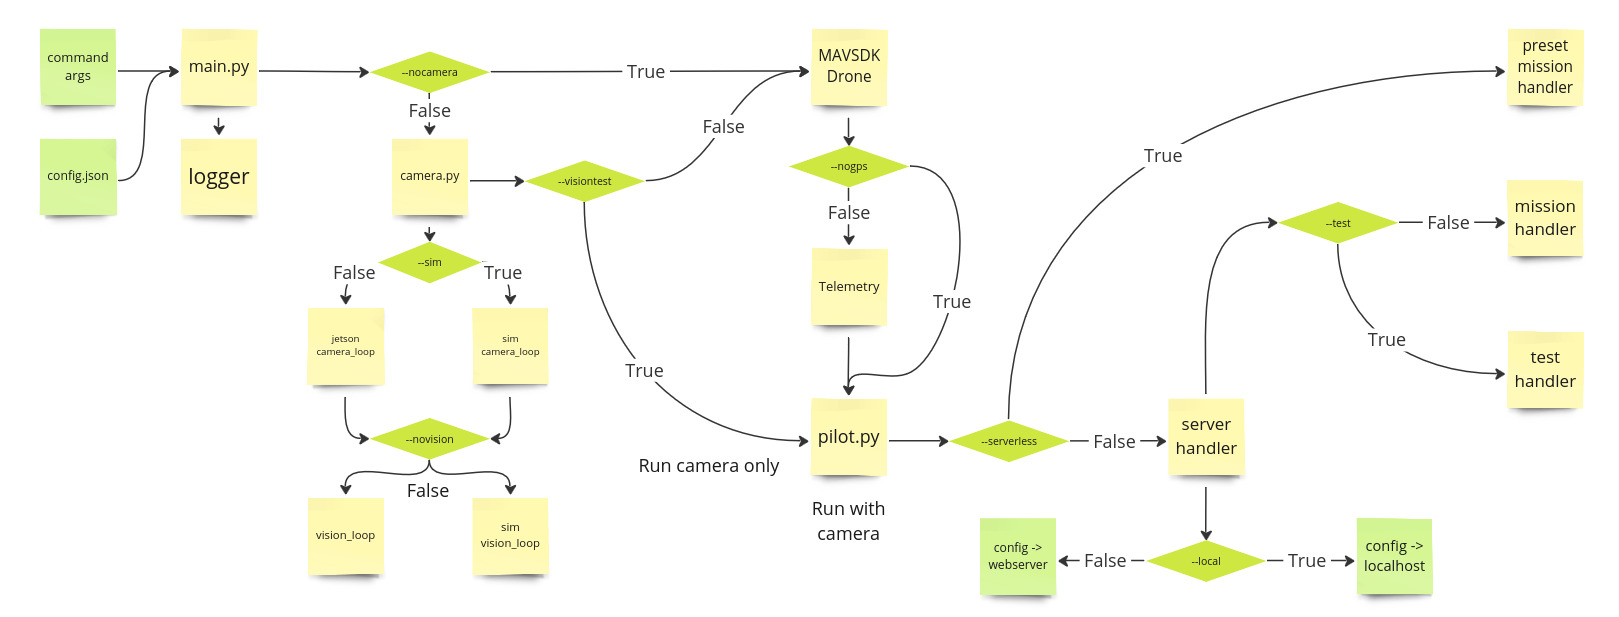 command
args
main.py
--nocamera
True
MAVSDK
Drone
preset
mission
handler
False
False
config.json
logger
camera.py
--visiontest
--nogps
True
False
--sim
False
True
Telemetry
True
--test
False
mission
handler
jetson
camera_loop
sim
camera_loop
True
True
test
handler
--novision
False
vision_loop
sim
vision_loop
Run camera only
pilot.py
Run with
camera
--serverless
False
server
handler
config ->
webserver
False
--local
True
config ->
localhost